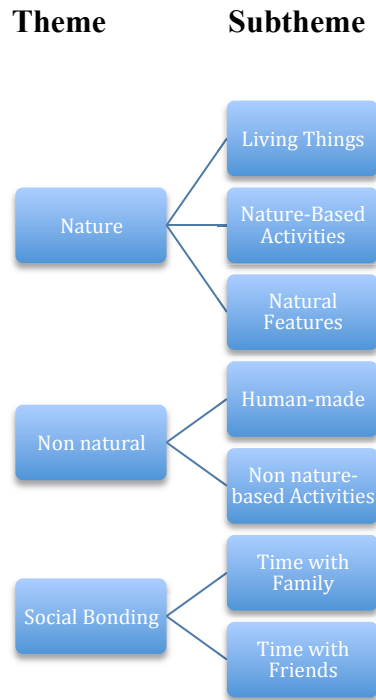 Theme
Subtheme
Nature
Living Things
Nature-Based
Activities
Natural
Features
Non natural
Human-made
Non nature-
based Activities
Social Bonding
Time with
Family
Time with
Friends